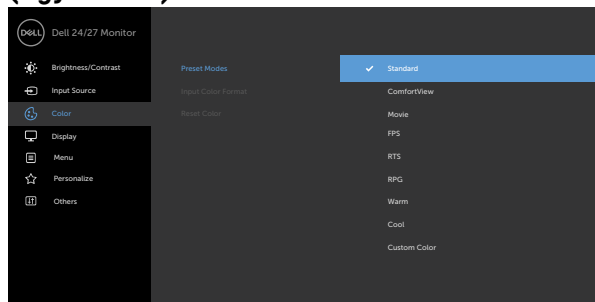 DELL Dell 24/27 Monitor
Brightness/Contrast Preset Modes Standard
Input Source Input Color Format ComfortView
Color Reset Color Movie
Display FPS
Menu RTS
Personalize RPG
Others Warm
Cool
Custom Color